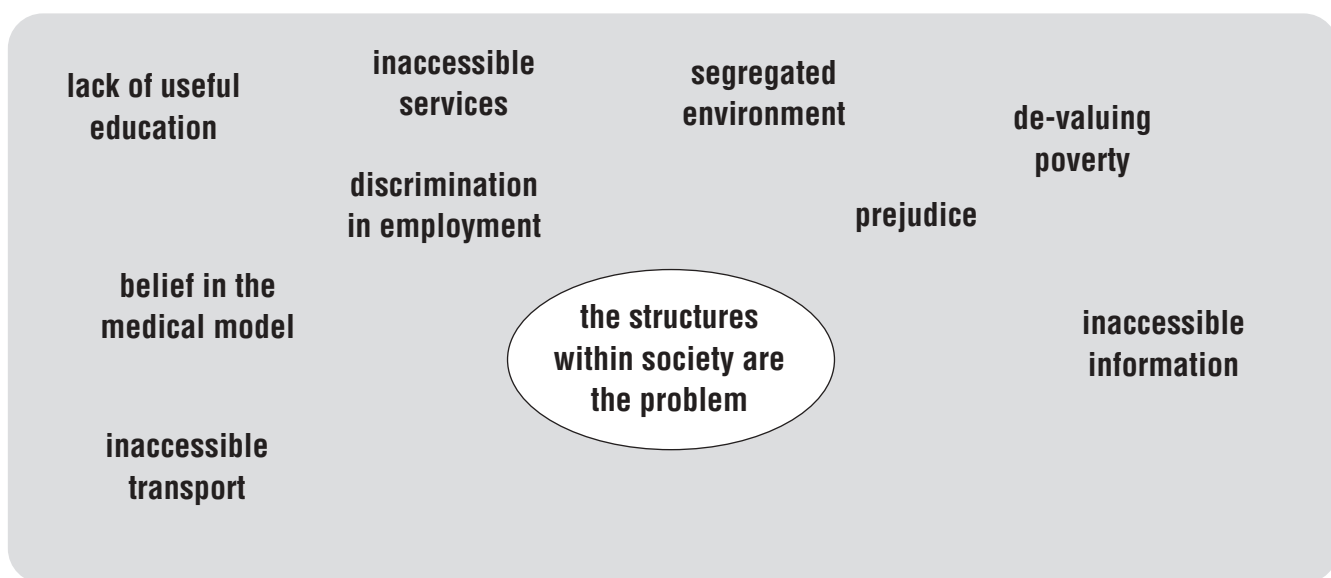 lack of useful
education
inaccessible
services
segregated
environment
de-valuing
poverty
discrimination
in employment
prejudice
belief in the
medical model
the structures
within society are
the problem
inaccessible
information
inaccessible
transport